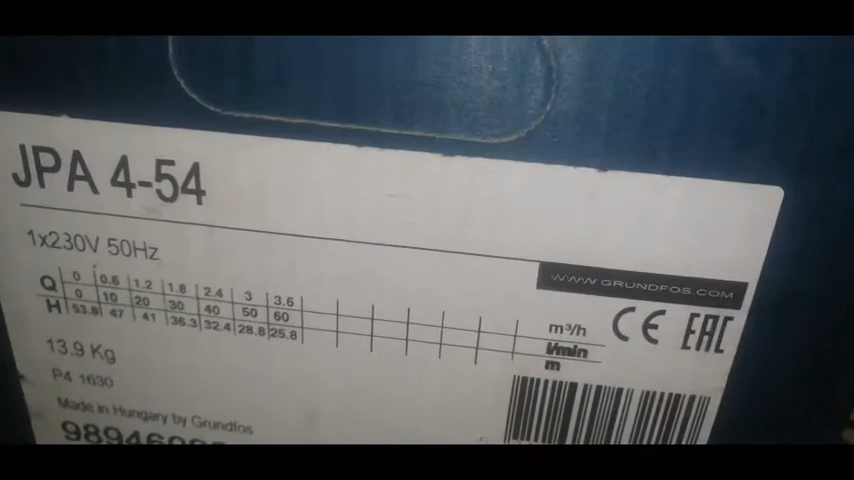 JPA 4-54
1x230V 50Hz
WWW.GRUNDFOS.COM
Q 0 0.6 1.2 1.8 2.4 3 3.6 m³/h
0 10 20 30 40 50 60 l/min
H 53.8 47 41 36.3 32.4 28.8 25.8 m
CE EAC
13.9 Kg
P4 1630
Made in Hungary by Grundfos